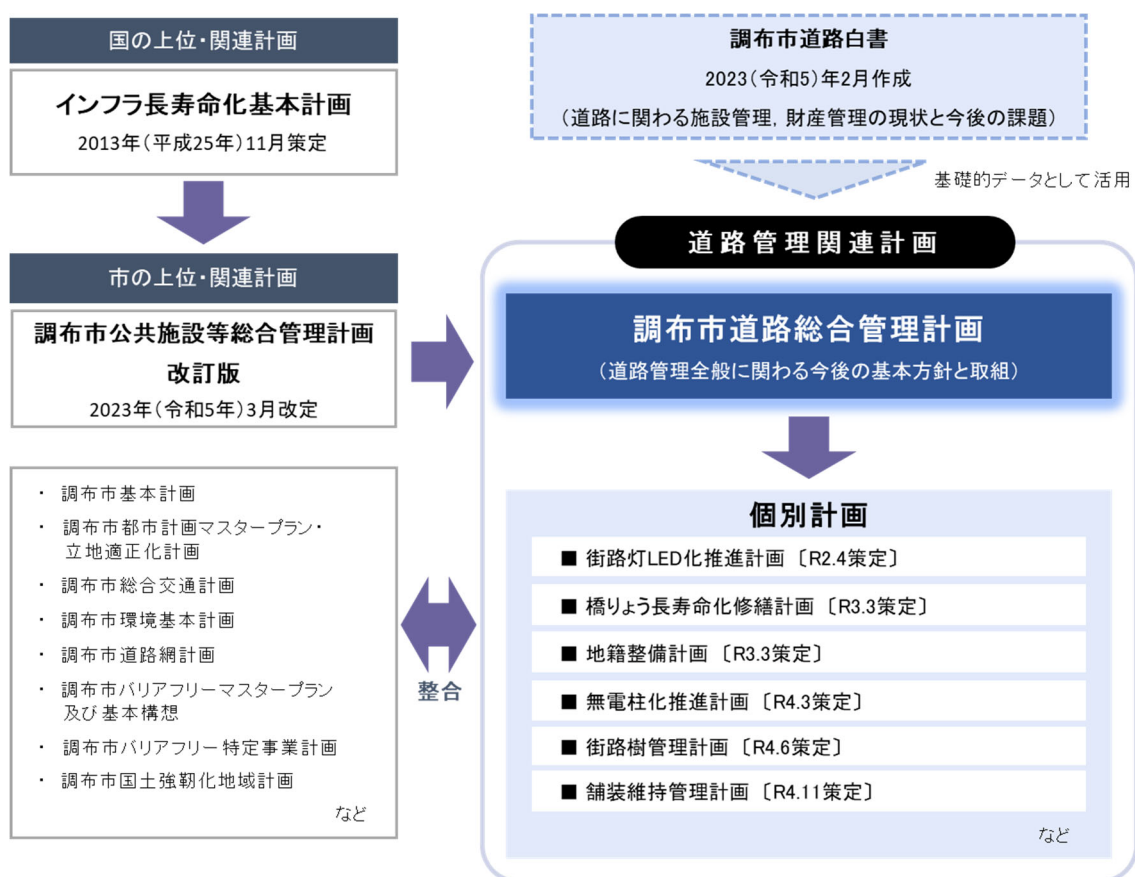 国の上位・関連計画
インフラ長寿命化基本計画
2013年(平成25年)11月策定
市の上位・関連計画
調布市公共施設等総合管理計画
改訂版
2023年(令和5年)3月改定
・ 調布市基本計画
・ 調布市都市計画マスタープラン・
立地適正化計画
・ 調布市総合交通計画
・ 調布市環境基本計画
・ 調布市道路網計画
・ 調布市バリアフリーマスタープラン
及び基本構想
・ 調布市バリアフリー特定事業計画
・ 調布市国土強靭化地域計画
など
整合
調布市道路白書
2023(令和5)年2月作成
(道路に関わる施設管理,財産管理の現状と今後の課題)
基礎的データとして活用
道路管理関連計画
調布市道路総合管理計画
(道路管理全般に関わる今後の基本方針と取組)
個別計画
■ 街路灯LED化推進計画 〔R2.4策定〕
■ 橋りょう長寿命化修繕計画 〔R3.3策定〕
■ 地籍整備計画 〔R3.3策定〕
■ 無電柱化推進計画 〔R4.3策定〕
■ 街路樹管理計画 〔R4.6策定〕
■ 舗装維持管理計画 〔R4.11策定〕
など